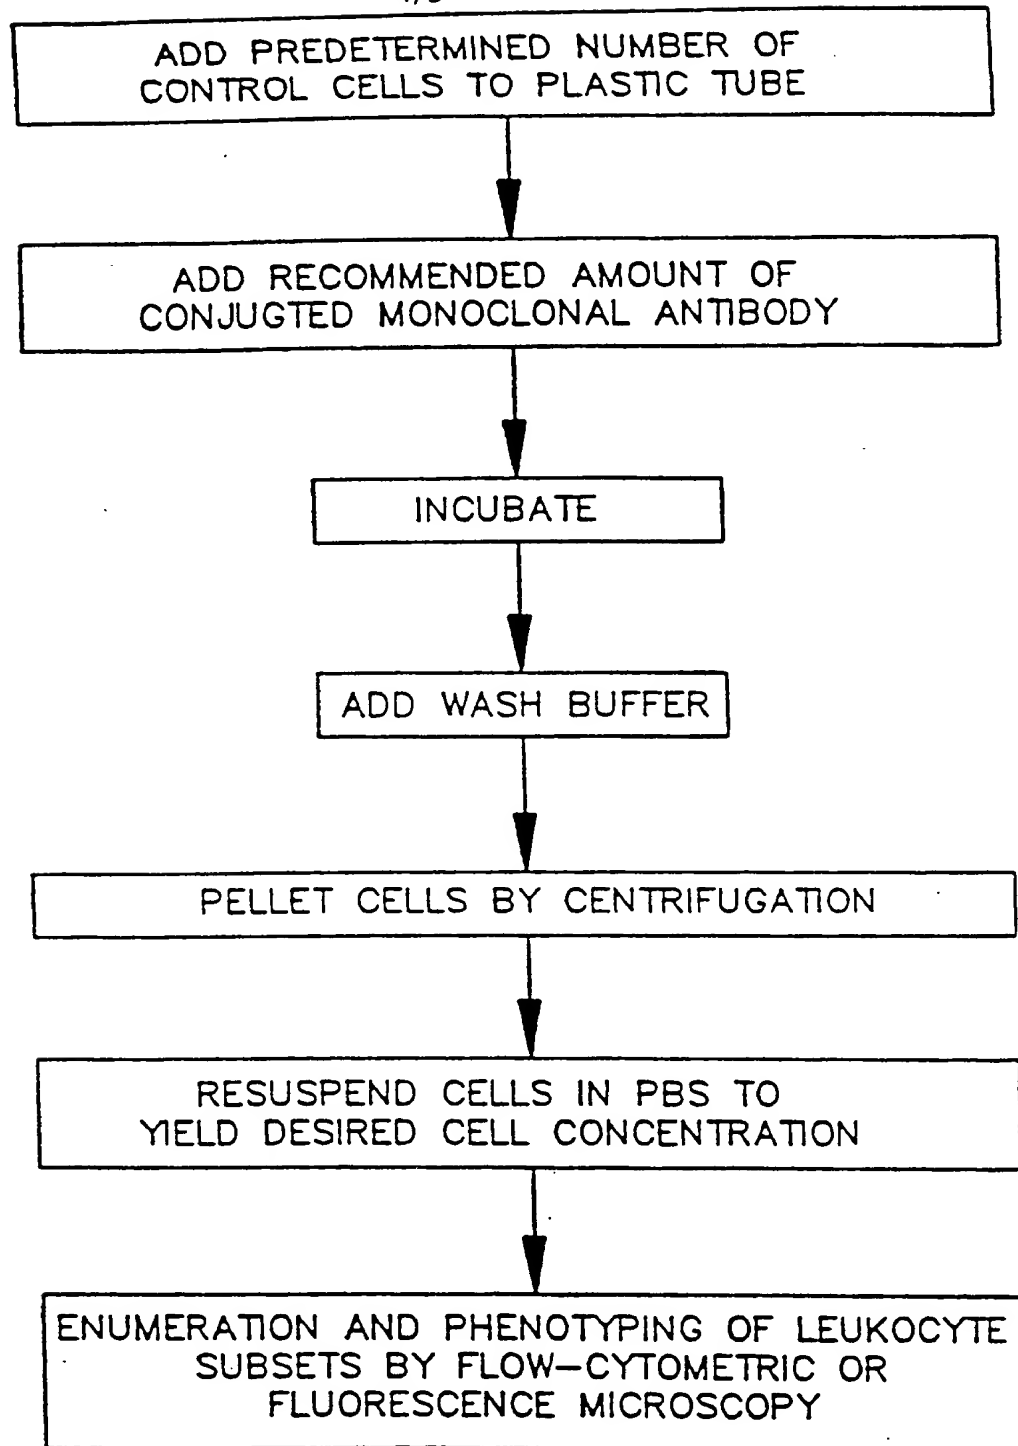 ADD PREDETERMINED NUMBER OF
CONTROL CELLS TO PLASTIC TUBE
ADD RECOMMENDED AMOUNT OF
CONJUGTED MONOCLONAL ANTIBODY
INCUBATE
ADD WASH BUFFER
PELLET CELLS BY CENTRIFUGATION
RESUSPEND CELLS IN PBS TO
YIELD DESIRED CELL CONCENTRATION
ENUMERATION AND PHENOTYPING OF LEUKOCYTE
SUBSETS BY FLOW-CYTOMETRIC OR
FLUORESCENCE MICROSCOPY